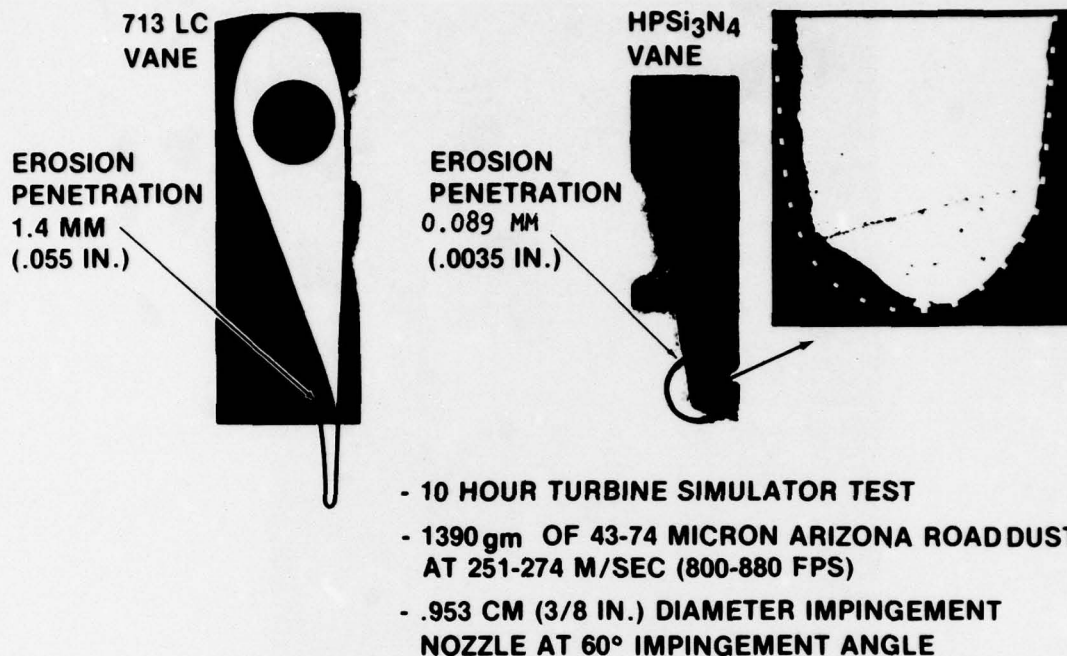 713 LC
VANE
EROSION
PENETRATION
1.4 MM
(.055 IN.)
HPSi₃N₄
VANE
EROSION
PENETRATION
0.089 MM
(.0035 IN.)
- 10 HOUR TURBINE SIMULATOR TEST
- 1390 gm OF 43-74 MICRON ARIZONA ROAD DUST
AT 251-274 M/SEC (800-880 FPS)
- .953 CM (3/8 IN.) DIAMETER IMPINGEMENT
NOZZLE AT 60° IMPINGEMENT ANGLE